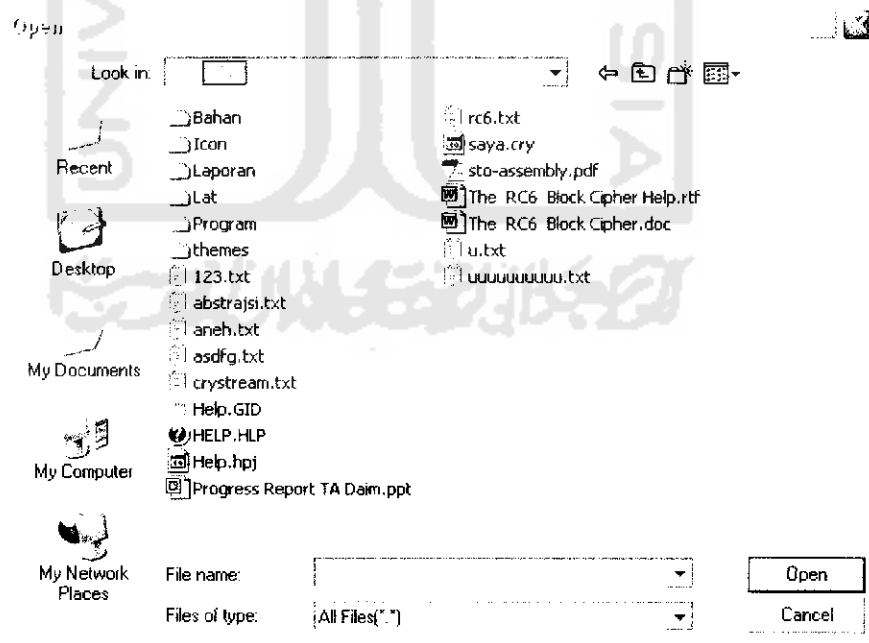 Open
Look in:
Recent
Desktop
My Documents
My Computer
My Network
Places
Bahan
Icon
Laporan
Lat
Program
themes
123.txt
abstrajsi.txt
aneh.txt
asdfg.txt
crystream.txt
Help.GID
HELP.HLP
Help.hpj
Progress Report TA Daim.ppt
rc6.txt
saya.cry
sto-assembly.pdf
The RC6 Block Cipher Help.rtf
The RC6 Block Cipher.doc
u.txt
uuuuuuuuuu.txt
File name:
Open
Files of type:
All Files(*.*)
Cancel